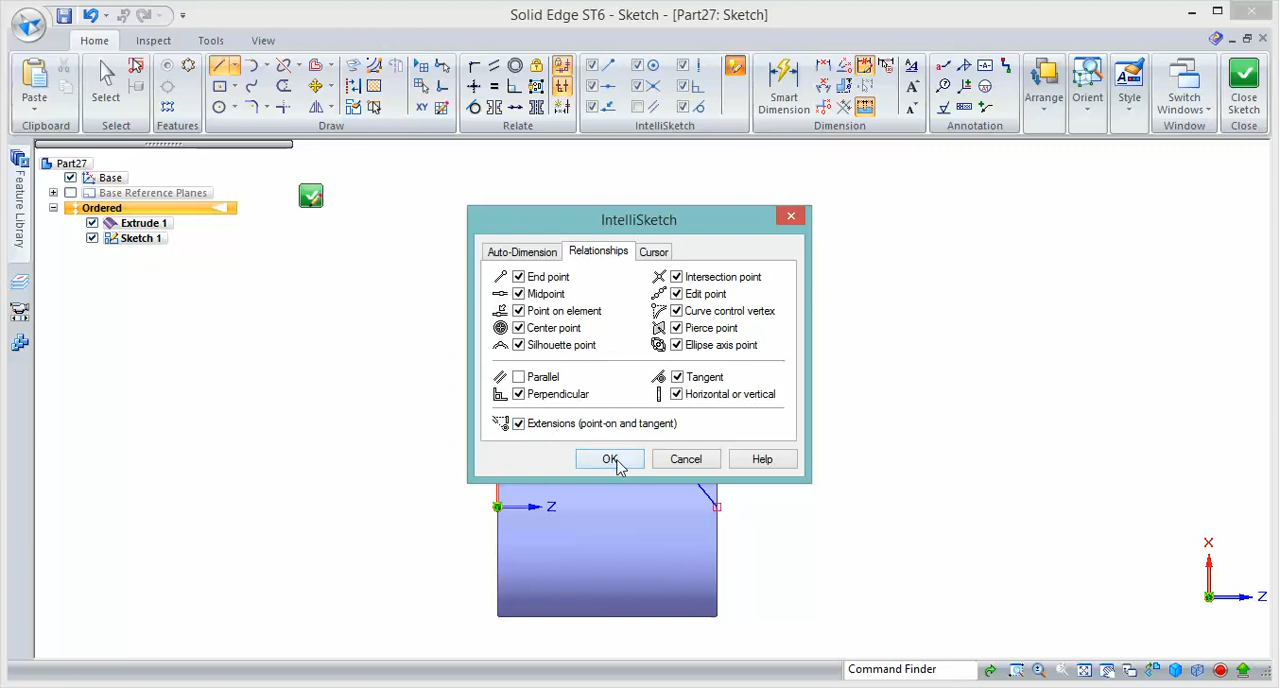 Solid Edge ST6 - Sketch - [Part27: Sketch]
Home Inspect Tools View
Paste
Select
Smart Dimension
Arrange
Orient
Style
Switch Windows
Close Sketch
Clipboard Select Features Draw Relate IntelliSketch Dimension Annotation Window Close
XY
Feature Library
Part27
Base
Base Reference Planes
Ordered
Extrude 1
Sketch 1
IntelliSketch
Auto-Dimension Relationships Cursor
End point Intersection point
Midpoint Edit point
Point on element Curve control vertex
Center point Pierce point
Silhouette point Ellipse axis point
Parallel Tangent
Perpendicular Horizontal or vertical
Extensions (point-on and tangent)
OK Cancel Help
Z
X
Z
Command Finder